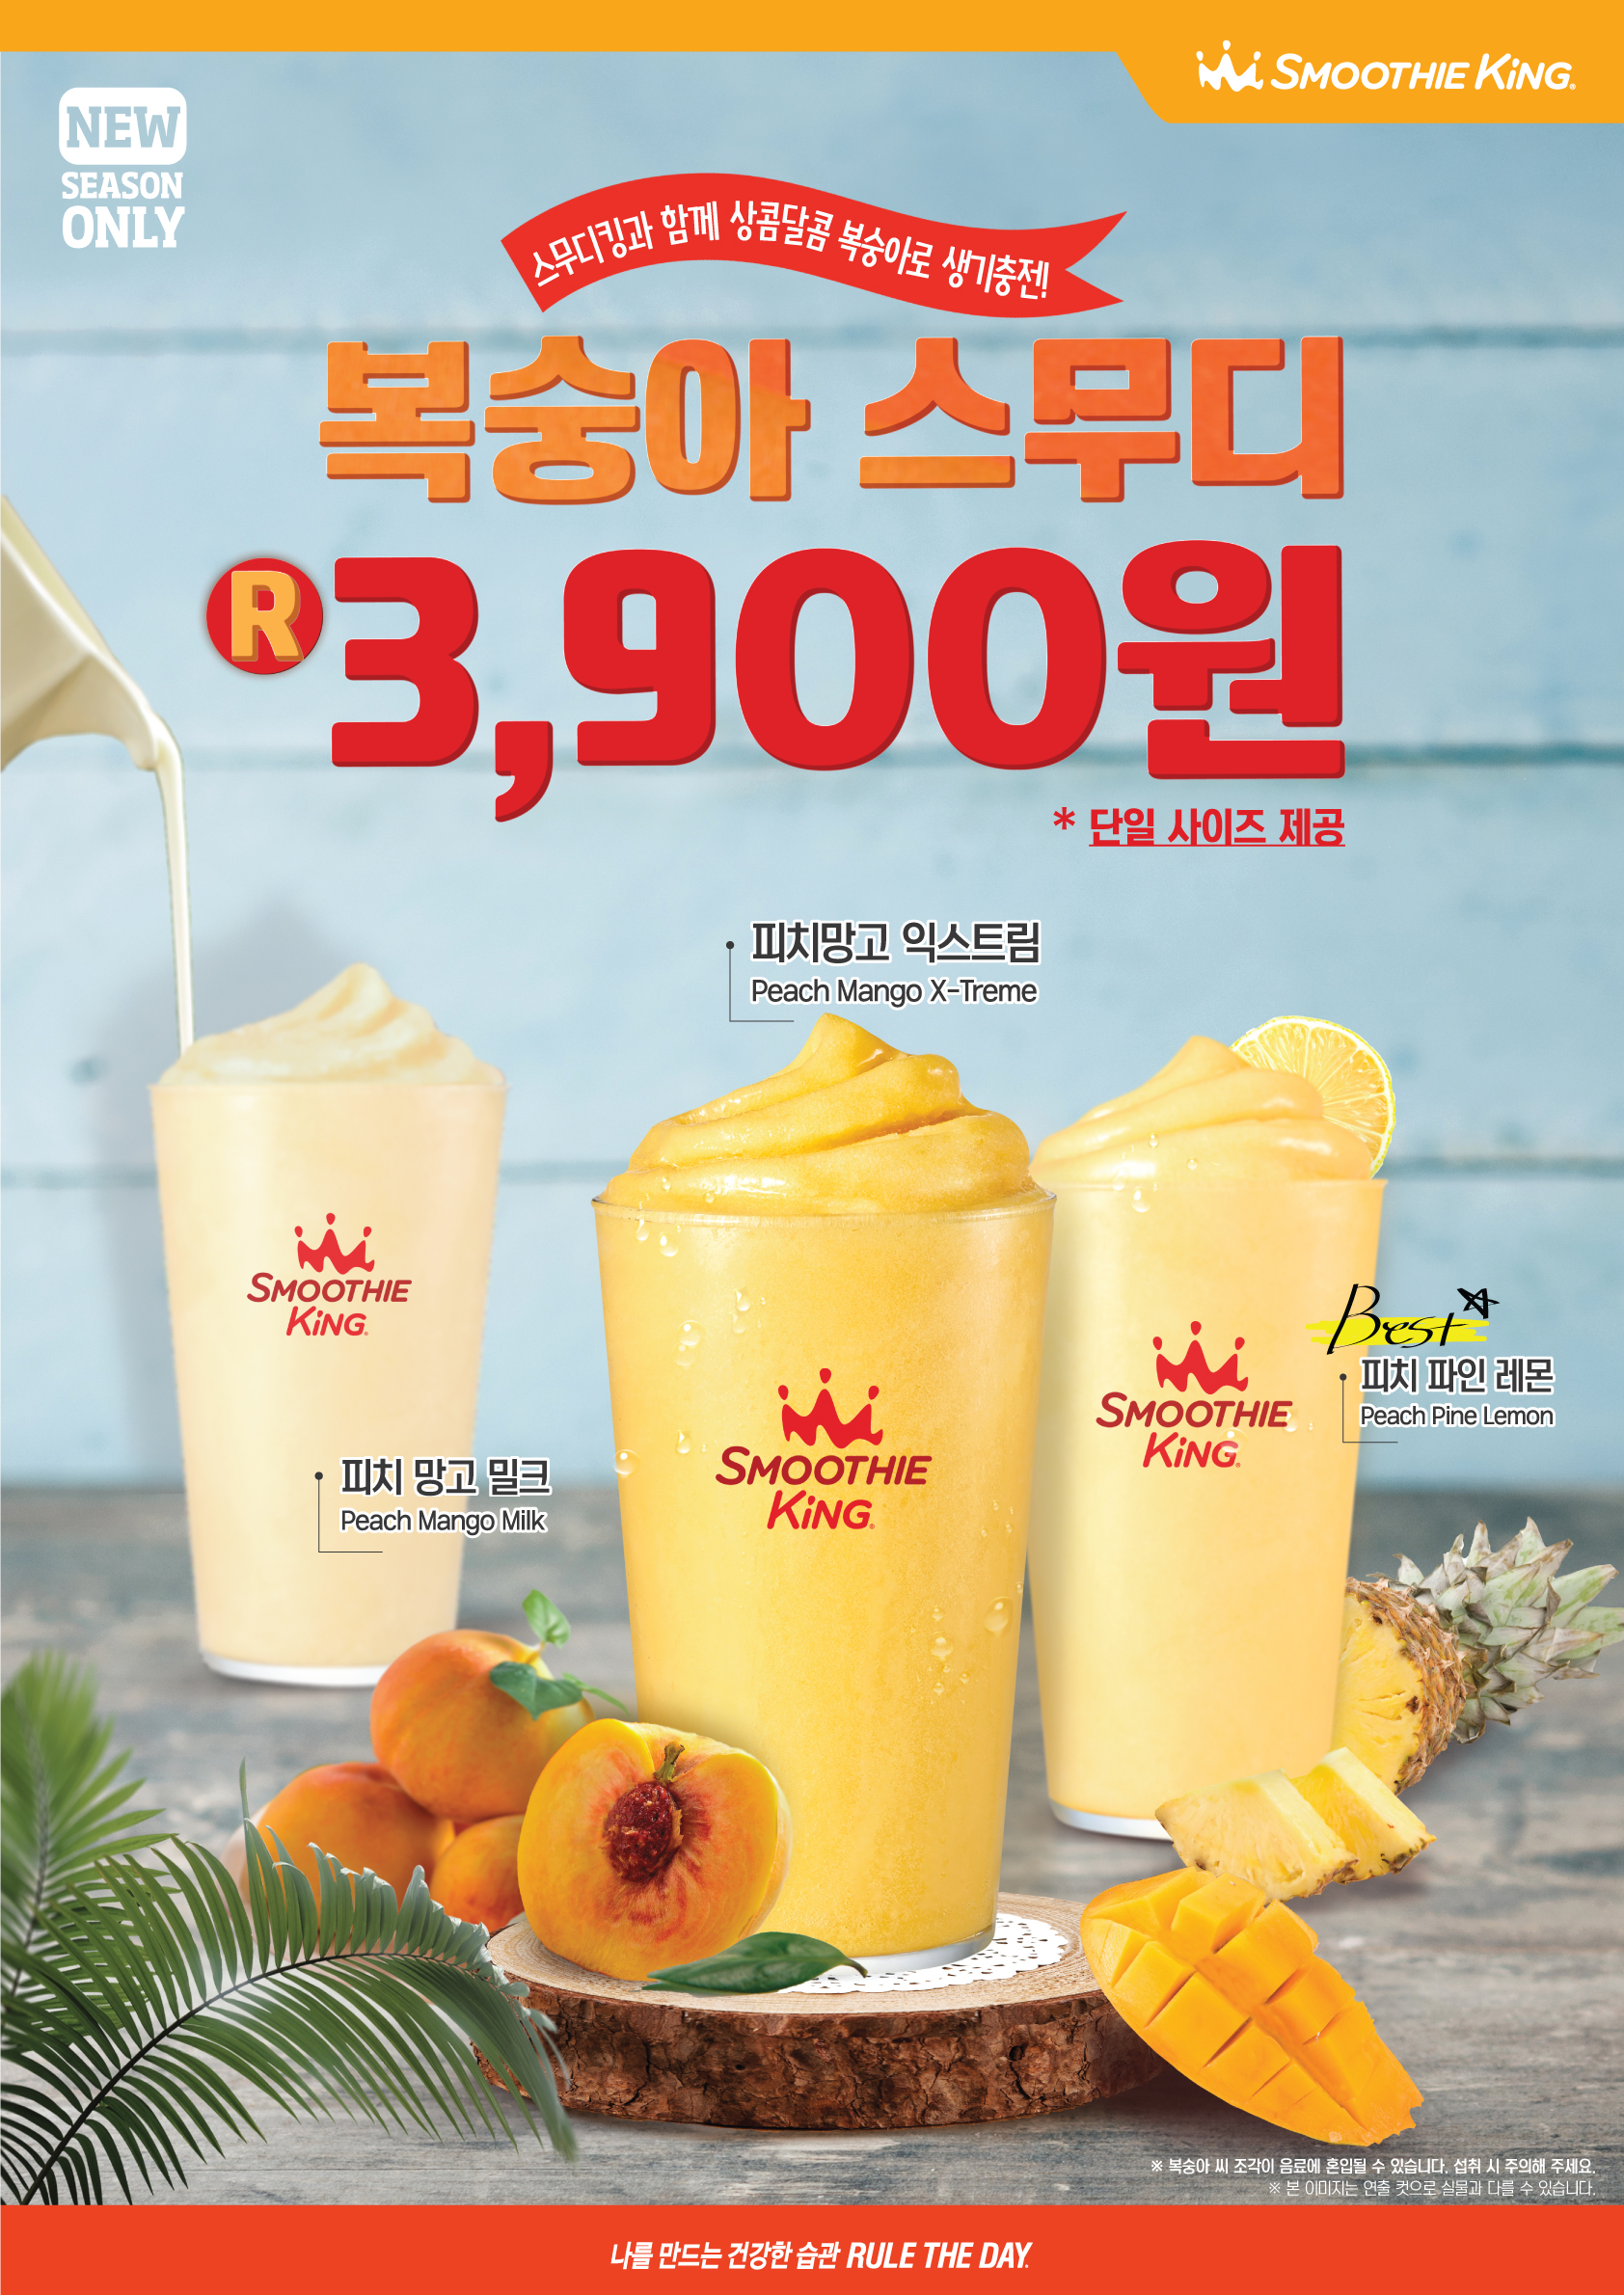 SMOOTHIE KING
NEW
SEASON
ONLY
스무디킹과 함께 상콤달콤 복숭아로 생기충전!
복숭아 스무디
R 3,900원
* 단일 사이즈 제공
피치망고 익스트림
Peach Mango X-Treme
SMOOTHIE
KING
Best
피치 파인 레몬
Peach Pine Lemon
SMOOTHIE
KING
SMOOTHIE
KING
피치 망고 밀크
Peach Mango Milk
※ 복숭아 씨 조각이 음료에 혼입될 수 있습니다. 섭취 시 주의해 주세요.
※ 본 이미지는 연출 컷으로 실물과 다를 수 있습니다.
나를 만드는 건강한 습관 RULE THE DAY.